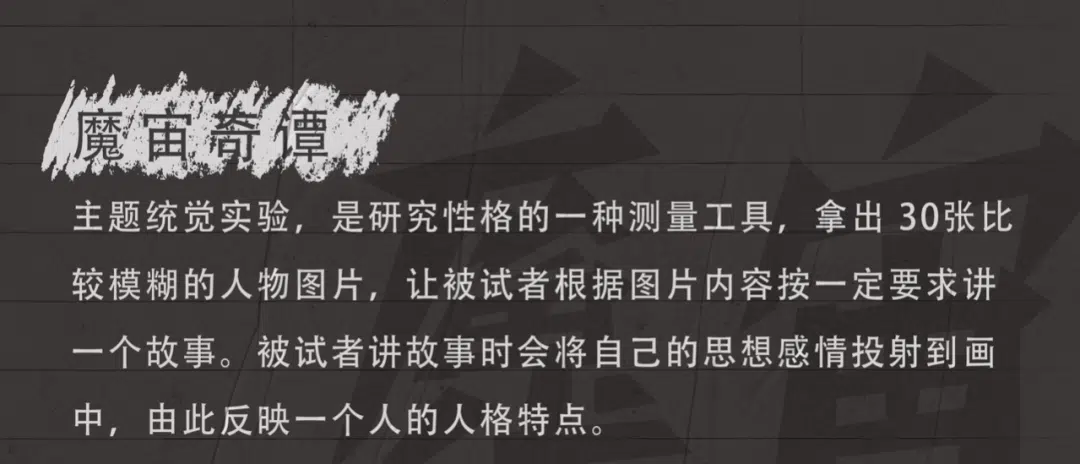 魔宙奇谭
主题统觉实验，是研究性格的一种测量工具，拿出 30张比
较模糊的人物图片，让被试者根据图片内容按一定要求讲
一个故事。被试者讲故事时会将自己的思想感情投射到画
中，由此反映一个人的人格特点。